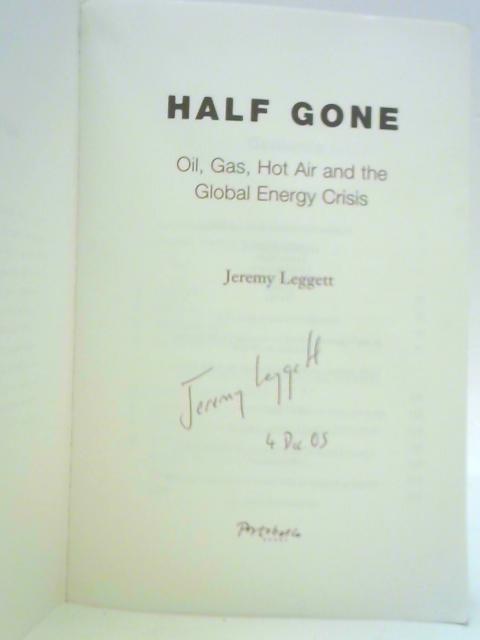 HALF GONE
Oil, Gas, Hot Air and the
Global Energy Crisis
Jeremy Leggett
Jeremy Leggett
4 Dec 05
Portobello
BOOKS